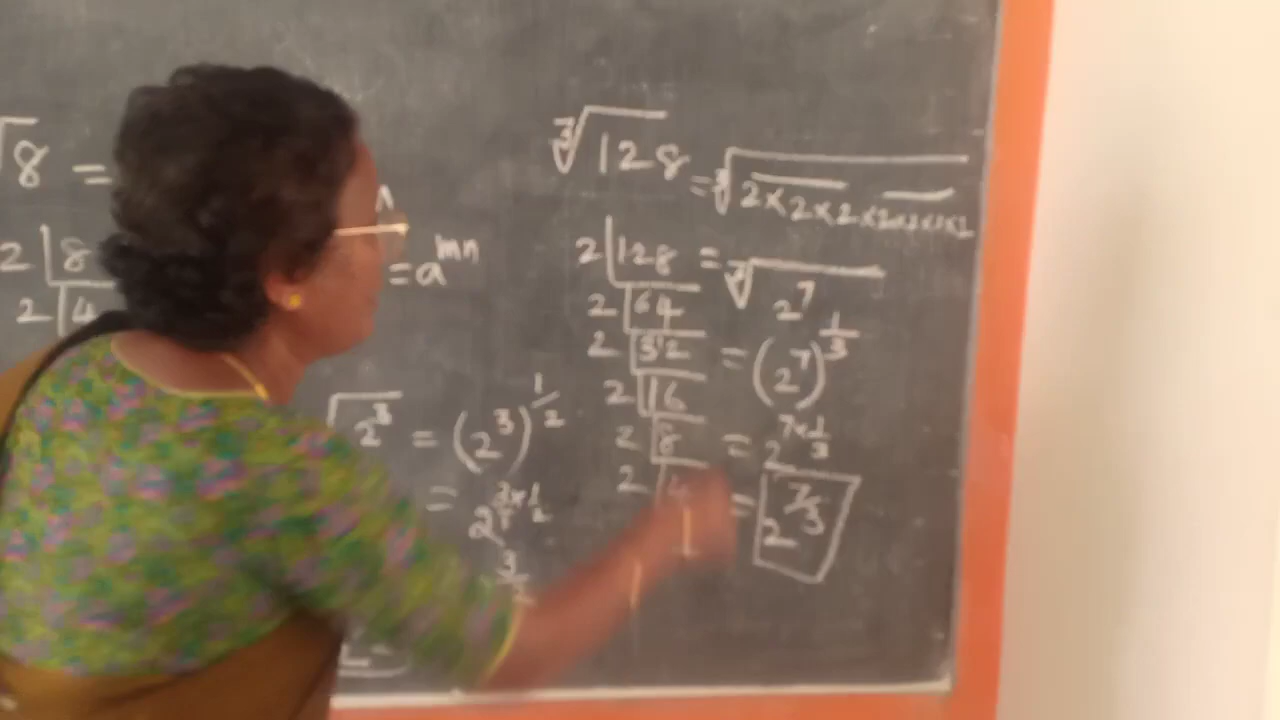 √8 =
2 | 8
2 | 4
= a^mn
√2³ = (2³)^1/2
= 2^3×1/2
3/2
∛128 = ∛2×2×2×2×2×2×2
2 | 128 = ∛2⁷
2 | 64
2 | 32 = (2⁷)^1/3
2 | 16
2 | 8 = 2^7×1/3
2 | 4 = 2^7/3